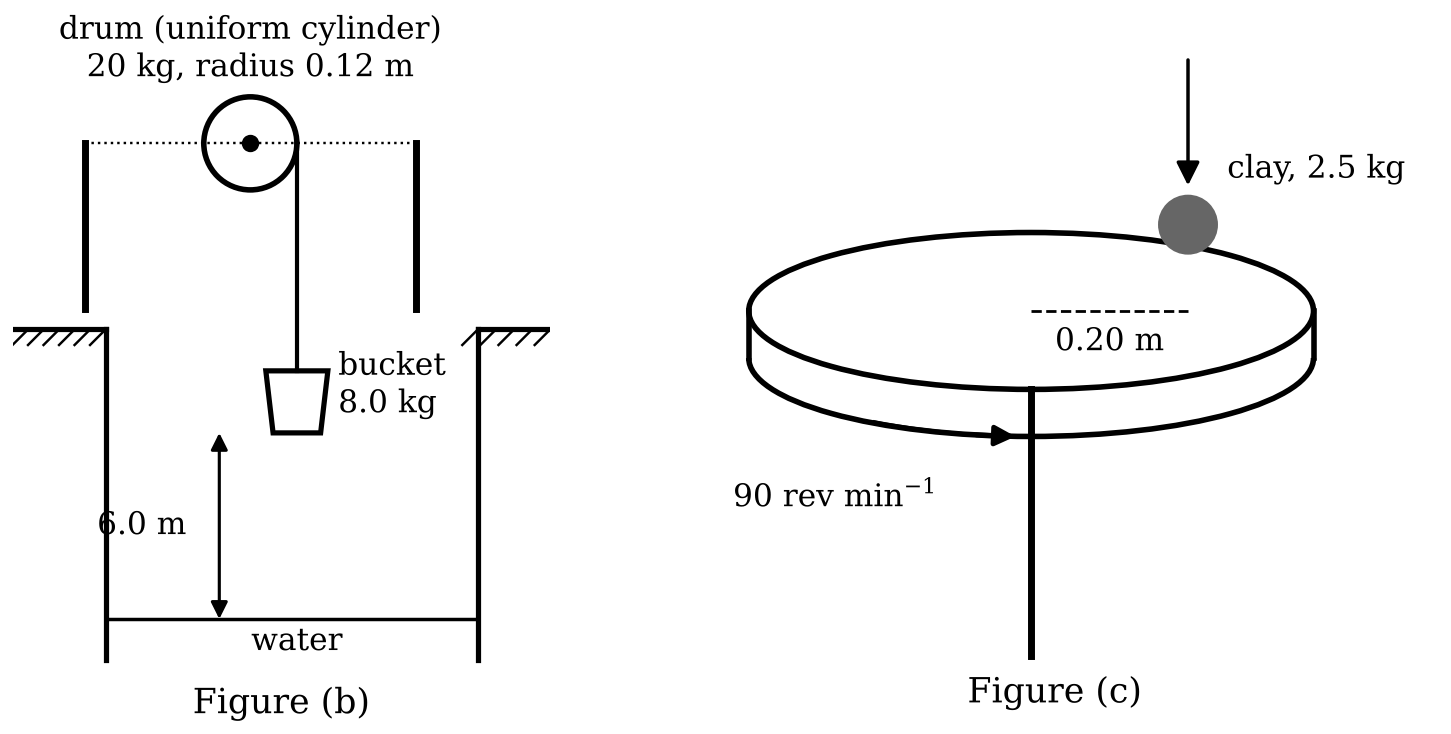 drum (uniform cylinder)
20 kg, radius 0.12 m
bucket
8.0 kg
6.0 m
water
Figure (b)
clay, 2.5 kg
0.20 m
90 rev min⁻¹
Figure (c)